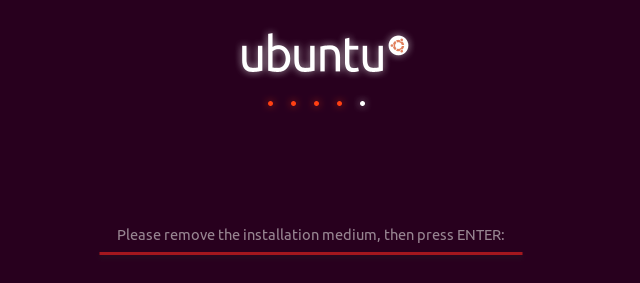 ubuntu
Please remove the installation medium, then press ENTER: